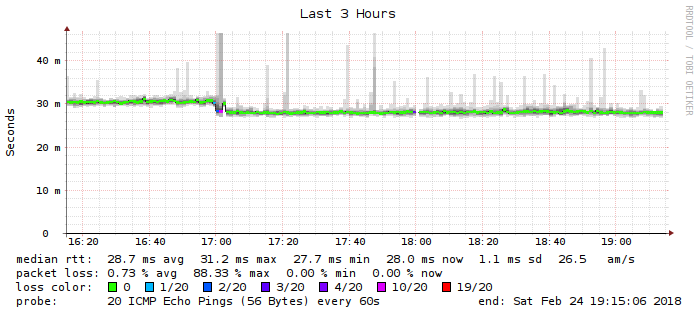 Last 3 Hours
RRDTOOL / TOBI OETIKER
Seconds
40 m
30 m
20 m
10 m
0
16:20 16:40 17:00 17:20 17:40 18:00 18:20 18:40 19:00
median rtt: 28.7 ms avg 31.2 ms max 27.7 ms min 28.0 ms now 1.1 ms sd 26.5 am/s
packet loss: 0.73 % avg 88.33 % max 0.00 % min 0.00 % now
loss color: 0 1/20 2/20 3/20 4/20 10/20 19/20
probe: 20 ICMP Echo Pings (56 Bytes) every 60s end: Sat Feb 24 19:15:06 2018